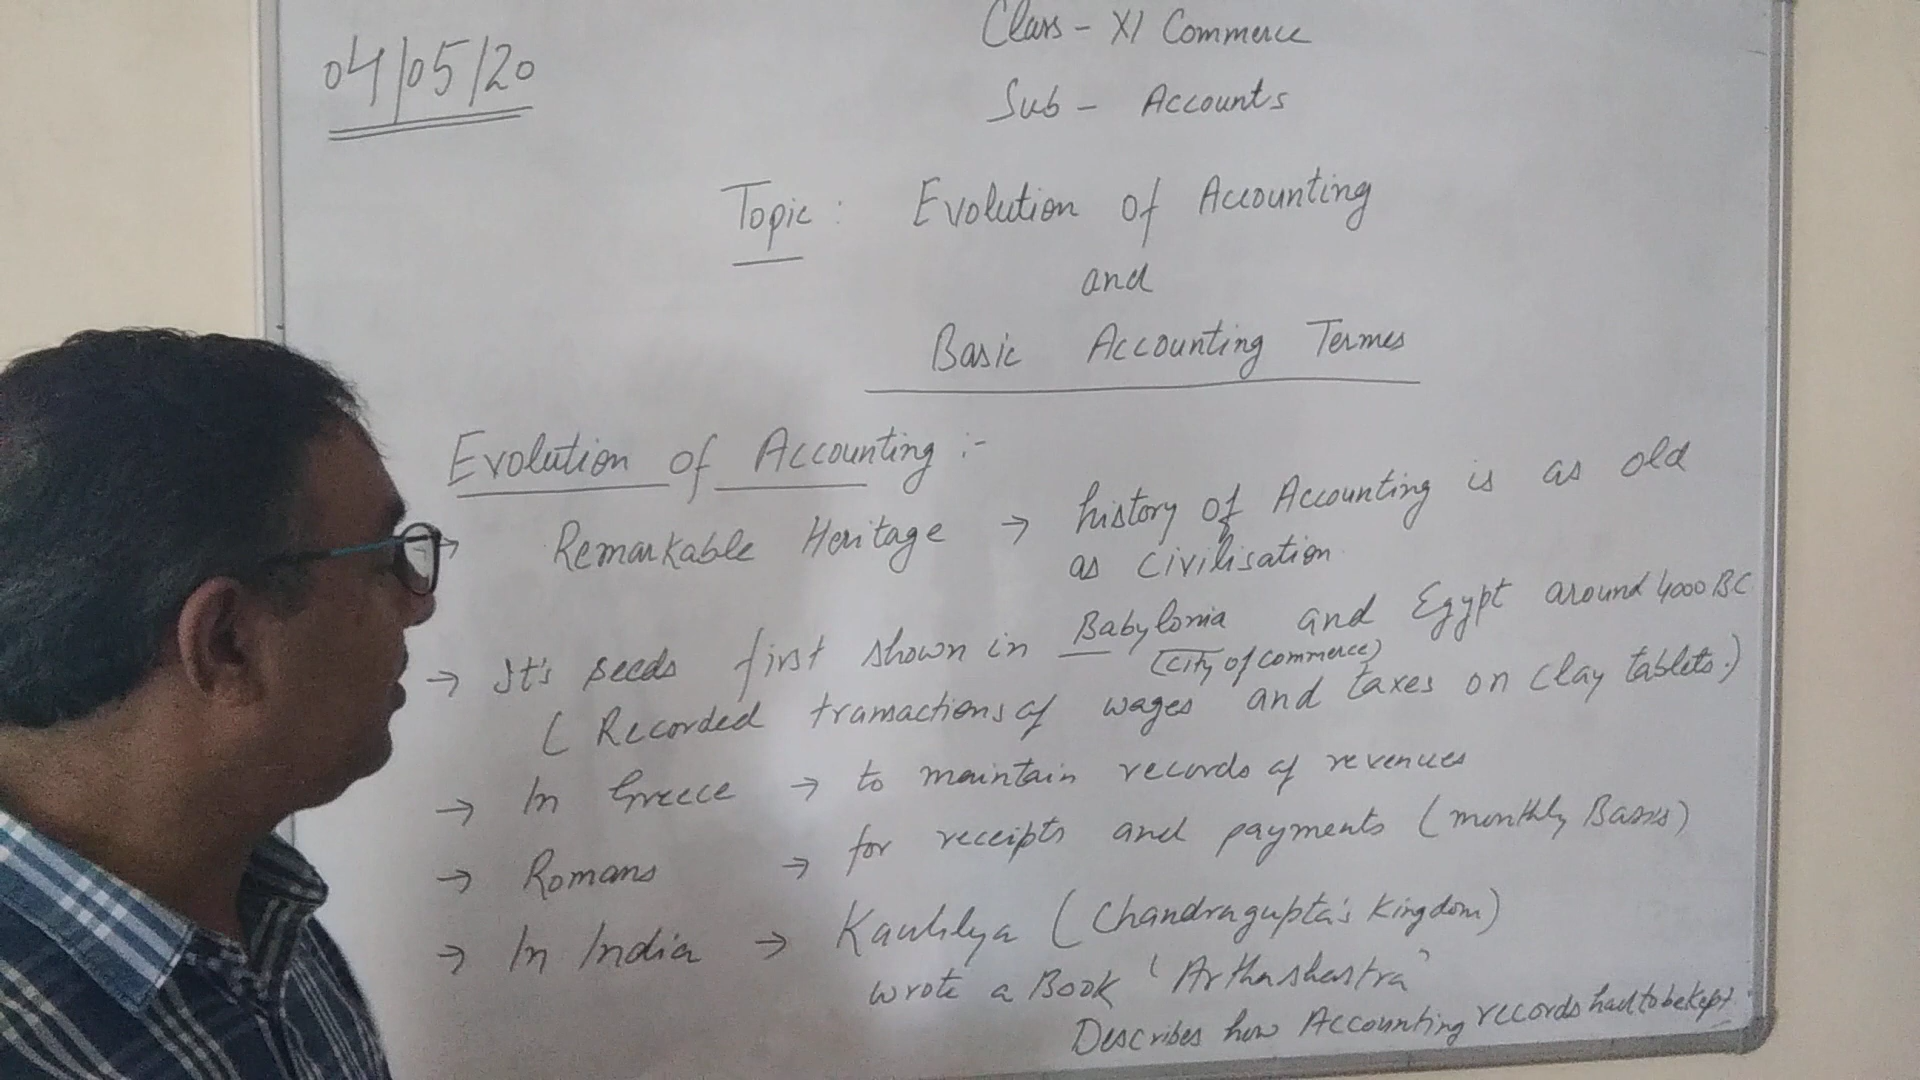 04/05/20
Class - XI Commerce
Sub - Accounts
Topic : Evolution of Accounting
and
Basic Accounting Termes
Evolution of Accounting :-
→ Remarkable Heritage → history of Accounting is as old
as civilisation
→ It's seeds first shown in Babylonia and Egypt around 4000 BC
(City of commerce)
( Recorded transactions of wages and taxes on clay tablets.)
→ In Greece → to maintain records of revenues
→ Romans → for receipts and payments (monthly Basis)
→ In India → Kautilya (Chandragupta's Kingdom)
wrote a Book 'Arthashastra'
Describes how Accounting records had to be kept.